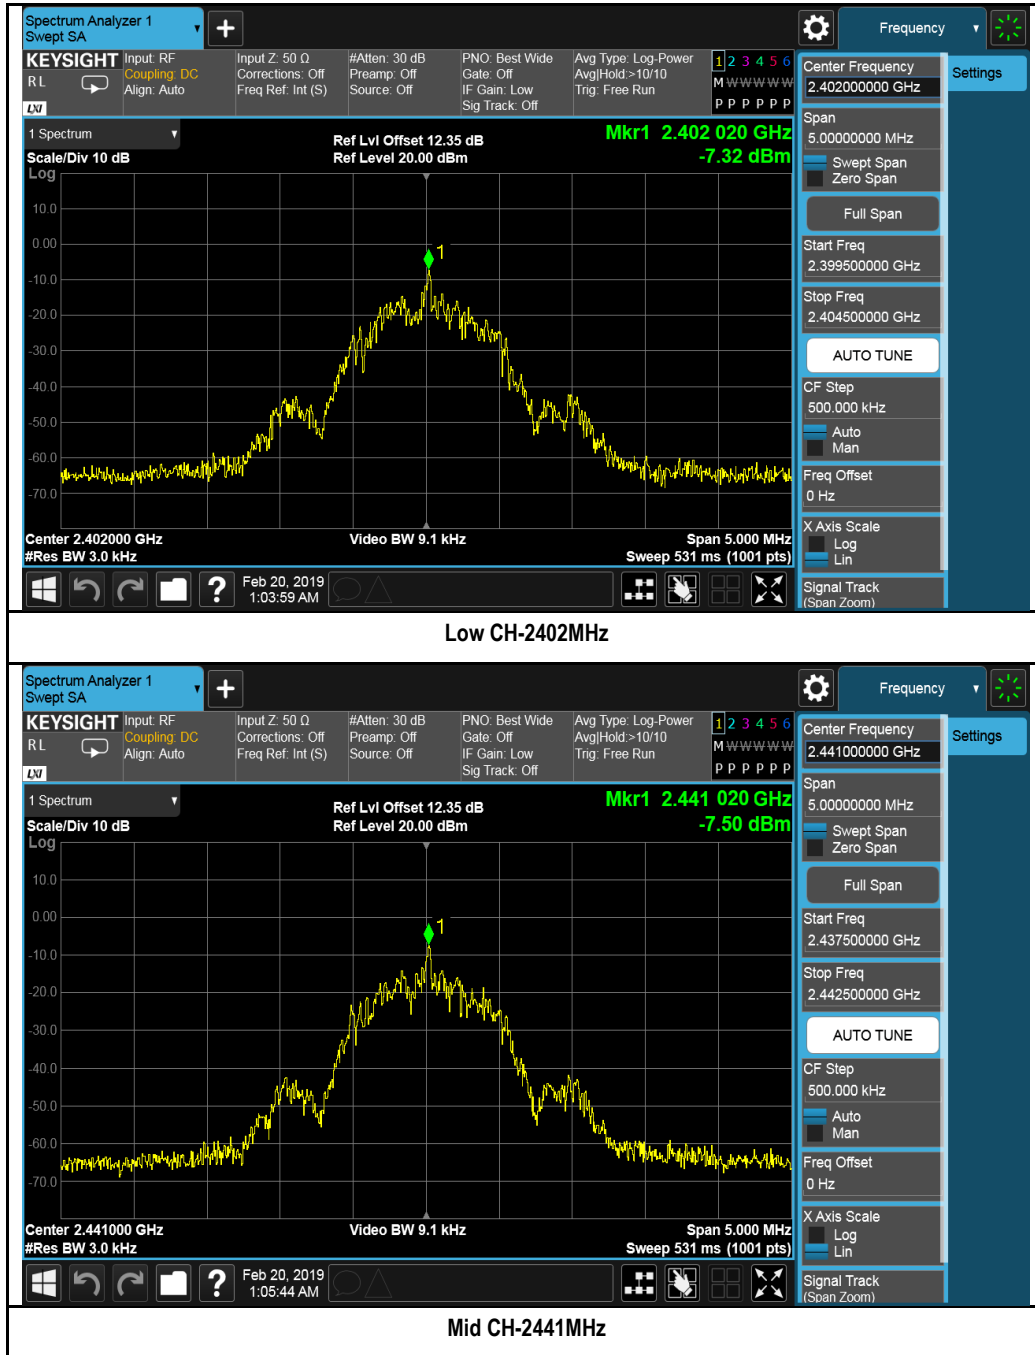 Spectrum Analyzer 1
Swept SA
Frequency
KEYSIGHT
RL
LXI
Input: RF
Coupling: DC
Align: Auto
Input Z: 50 Ω
Corrections: Off
Freq Ref: Int (S)
#Atten: 30 dB
Preamp: Off
Source: Off
PNO: Best Wide
Gate: Off
IF Gain: Low
Sig Track: Off
Avg Type: Log-Power
Avg|Hold:>10/10
Trig: Free Run
1 2 3 4 5 6
M W W W W W
P P P P P P
1 Spectrum
Scale/Div 10 dB
Log
Ref Lvl Offset 12.35 dB
Ref Level 20.00 dBm
Mkr1 2.402 020 GHz
-7.32 dBm
1
10.0
0.00
-10.0
-20.0
-30.0
-40.0
-50.0
-60.0
-70.0
Center 2.402000 GHz
#Res BW 3.0 kHz
Video BW 9.1 kHz
Span 5.000 MHz
Sweep 531 ms (1001 pts)
?
Feb 20, 2019
1:03:59 AM
Center Frequency
2.402000000 GHz
Settings
Span
5.00000000 MHz
Swept Span
Zero Span
Full Span
Start Freq
2.399500000 GHz
Stop Freq
2.404500000 GHz
AUTO TUNE
CF Step
500.000 kHz
Auto
Man
Freq Offset
0 Hz
X Axis Scale
Log
Lin
Signal Track
(Span Zoom)
Low CH-2402MHz
Spectrum Analyzer 1
Swept SA
Frequency
KEYSIGHT
RL
LXI
Input: RF
Coupling: DC
Align: Auto
Input Z: 50 Ω
Corrections: Off
Freq Ref: Int (S)
#Atten: 30 dB
Preamp: Off
Source: Off
PNO: Best Wide
Gate: Off
IF Gain: Low
Sig Track: Off
Avg Type: Log-Power
Avg|Hold:>10/10
Trig: Free Run
1 2 3 4 5 6
M W W W W W
P P P P P P
1 Spectrum
Scale/Div 10 dB
Log
Ref Lvl Offset 12.35 dB
Ref Level 20.00 dBm
Mkr1 2.441 020 GHz
-7.50 dBm
1
10.0
0.00
-10.0
-20.0
-30.0
-40.0
-50.0
-60.0
-70.0
Center 2.441000 GHz
#Res BW 3.0 kHz
Video BW 9.1 kHz
Span 5.000 MHz
Sweep 531 ms (1001 pts)
?
Feb 20, 2019
1:05:44 AM
Center Frequency
2.441000000 GHz
Settings
Span
5.00000000 MHz
Swept Span
Zero Span
Full Span
Start Freq
2.437500000 GHz
Stop Freq
2.442500000 GHz
AUTO TUNE
CF Step
500.000 kHz
Auto
Man
Freq Offset
0 Hz
X Axis Scale
Log
Lin
Signal Track
(Span Zoom)
Mid CH-2441MHz